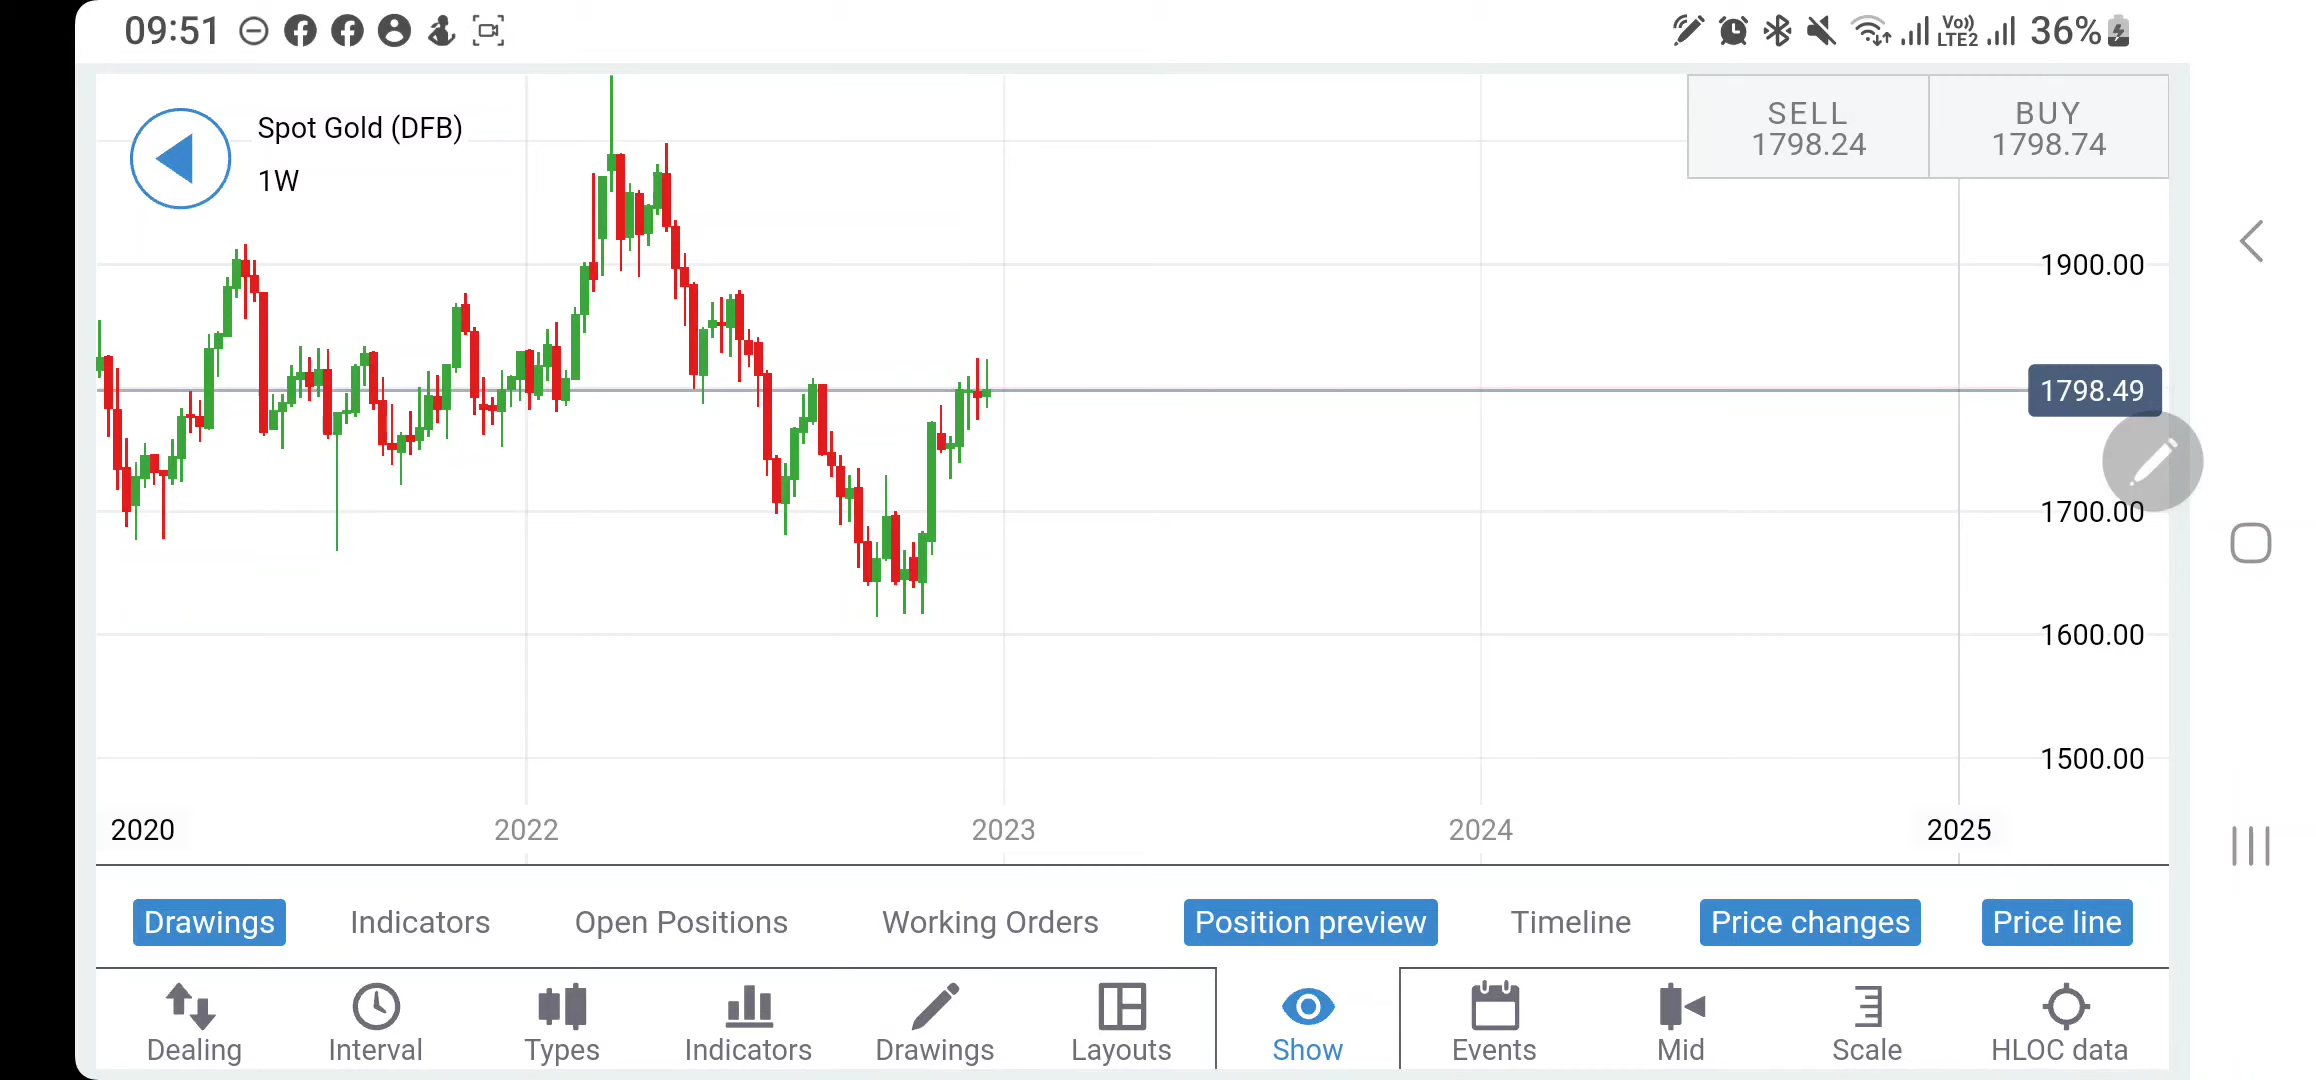 09:51
Vo))
LTE2
36%
Spot Gold (DFB)
1W
SELL
1798.24
BUY
1798.74
1900.00
1798.49
1700.00
1600.00
1500.00
2020
2022
2023
2024
2025
Drawings
Indicators
Open Positions
Working Orders
Position preview
Timeline
Price changes
Price line
Dealing
Interval
Types
Indicators
Drawings
Layouts
Show
Events
Mid
Scale
HLOC data